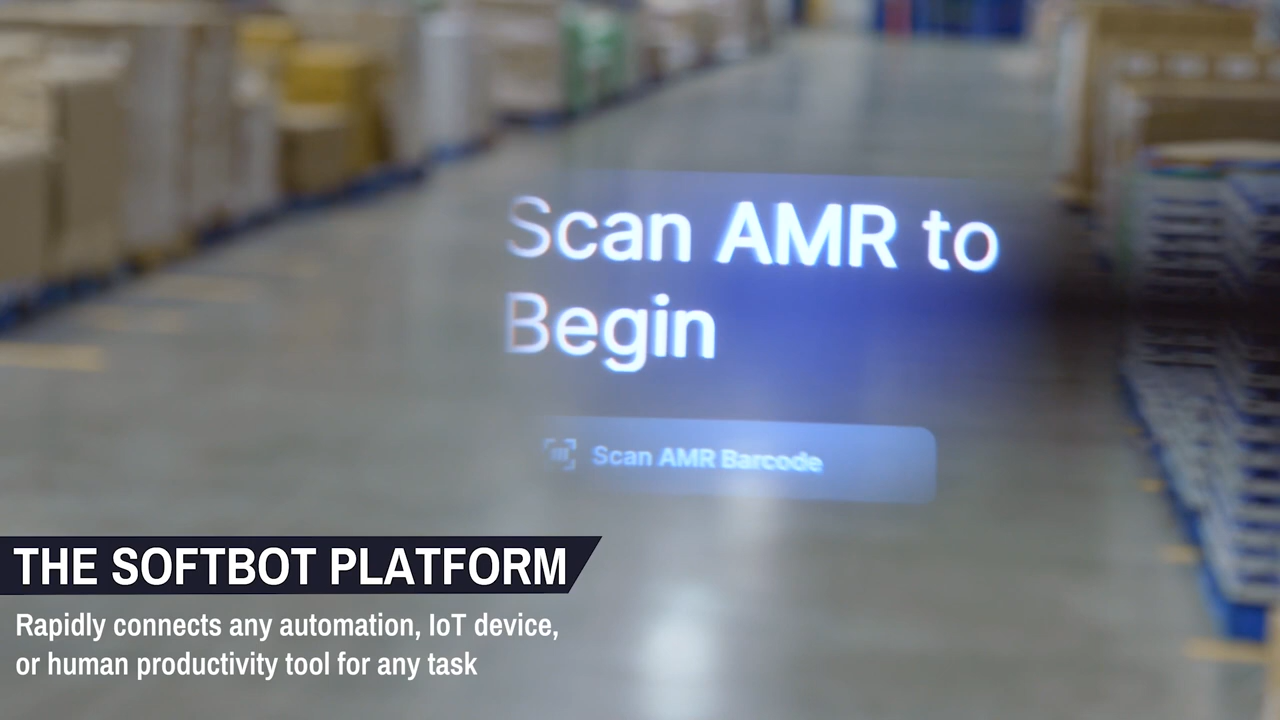 Scan AMR to
Begin
Scan AMR Barcode
THE SOFTBOT PLATFORM
Rapidly connects any automation, IoT device,
or human productivity tool for any task